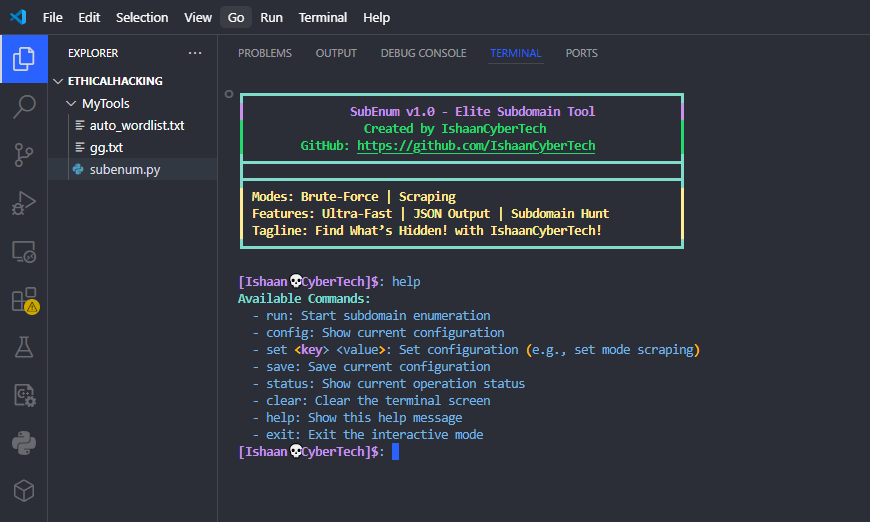 File Edit Selection View Go Run Terminal Help
EXPLORER ···
ETHICALHACKING
MyTools
auto_wordlist.txt
gg.txt
subenum.py
PROBLEMS OUTPUT DEBUG CONSOLE TERMINAL PORTS
SubEnum v1.0 - Elite Subdomain Tool
Created by IshaanCyberTech
GitHub: https://github.com/IshaanCyberTech
Modes: Brute-Force | Scraping
Features: Ultra-Fast | JSON Output | Subdomain Hunt
Tagline: Find What’s Hidden! with IshaanCyberTech!
[Ishaan💀CyberTech]$: help
Available Commands:
- run: Start subdomain enumeration
- config: Show current configuration
- set <key> <value>: Set configuration (e.g., set mode scraping)
- save: Save current configuration
- status: Show current operation status
- clear: Clear the terminal screen
- help: Show this help message
- exit: Exit the interactive mode
[Ishaan💀CyberTech]$: